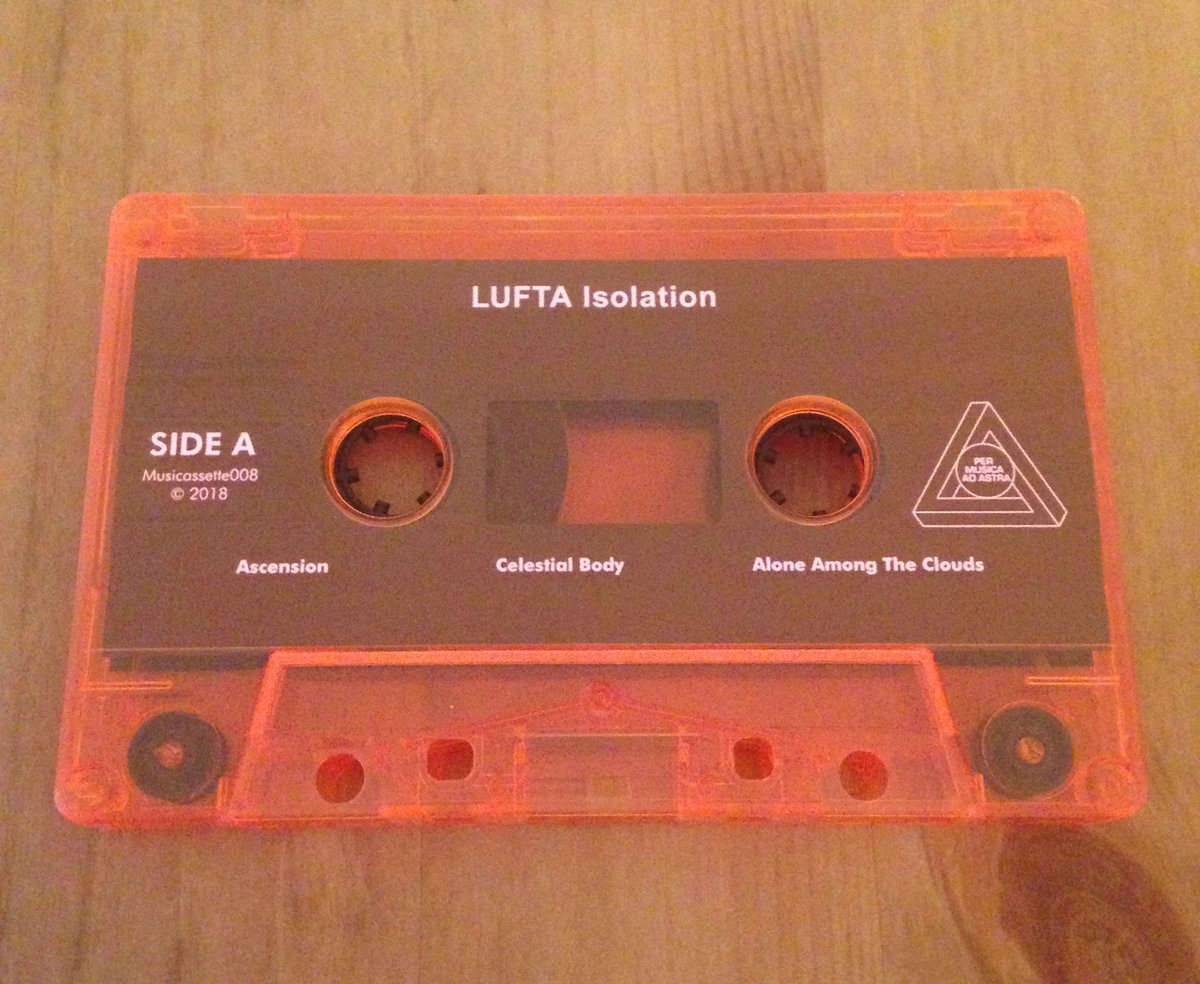 LUFTA Isolation
SIDE A
Musicassette008
© 2018
PER
MUSICA
AD ASTRA
Ascension
Celestial Body
Alone Among The Clouds